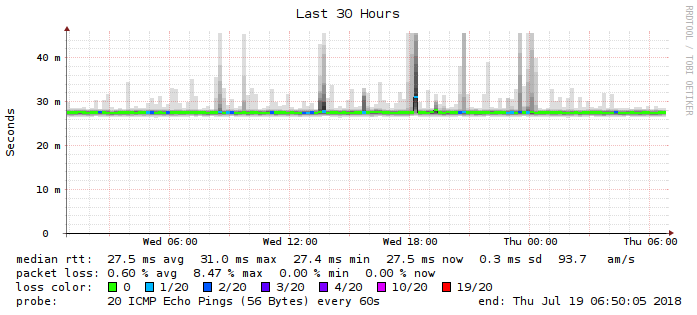 Last 30 Hours
RRDTOOL / TOBI OETIKER
Seconds
40 m
30 m
20 m
10 m
0
Wed 06:00 Wed 12:00 Wed 18:00 Thu 00:00 Thu 06:00
median rtt: 27.5 ms avg 31.0 ms max 27.4 ms min 27.5 ms now 0.3 ms sd 93.7 am/s
packet loss: 0.60 % avg 8.47 % max 0.00 % min 0.00 % now
loss color: 0 1/20 2/20 3/20 4/20 10/20 19/20
probe: 20 ICMP Echo Pings (56 Bytes) every 60s end: Thu Jul 19 06:50:05 2018